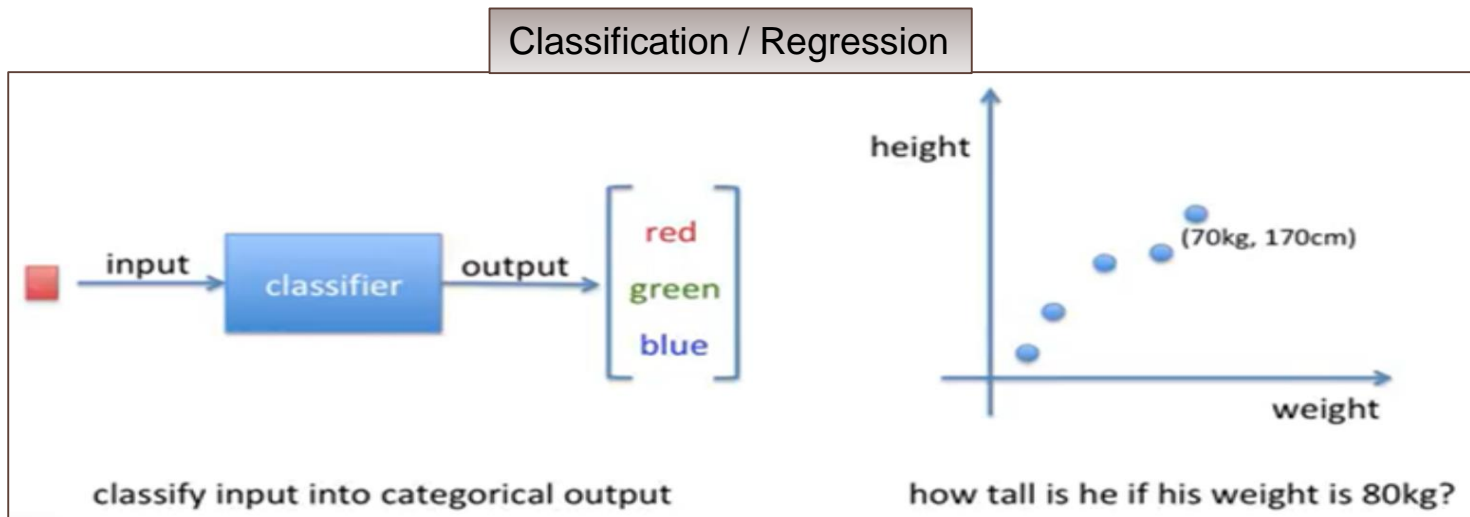 Classification / Regression
input
classifier
output
red
green
blue
classify input into categorical output
height
(70kg, 170cm)
weight
how tall is he if his weight is 80kg?